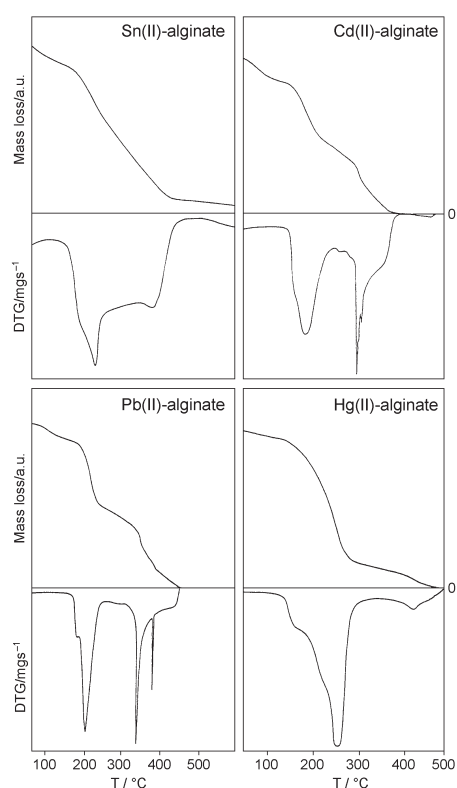 Sn(II)-alginate
Cd(II)-alginate
Mass loss/a.u.
0
DTG/mgs⁻¹
Pb(II)-alginate
Hg(II)-alginate
Mass loss/a.u.
0
DTG/mgs⁻¹
100 200 300 400 500
100 200 300 400 500
T / °C
T / °C